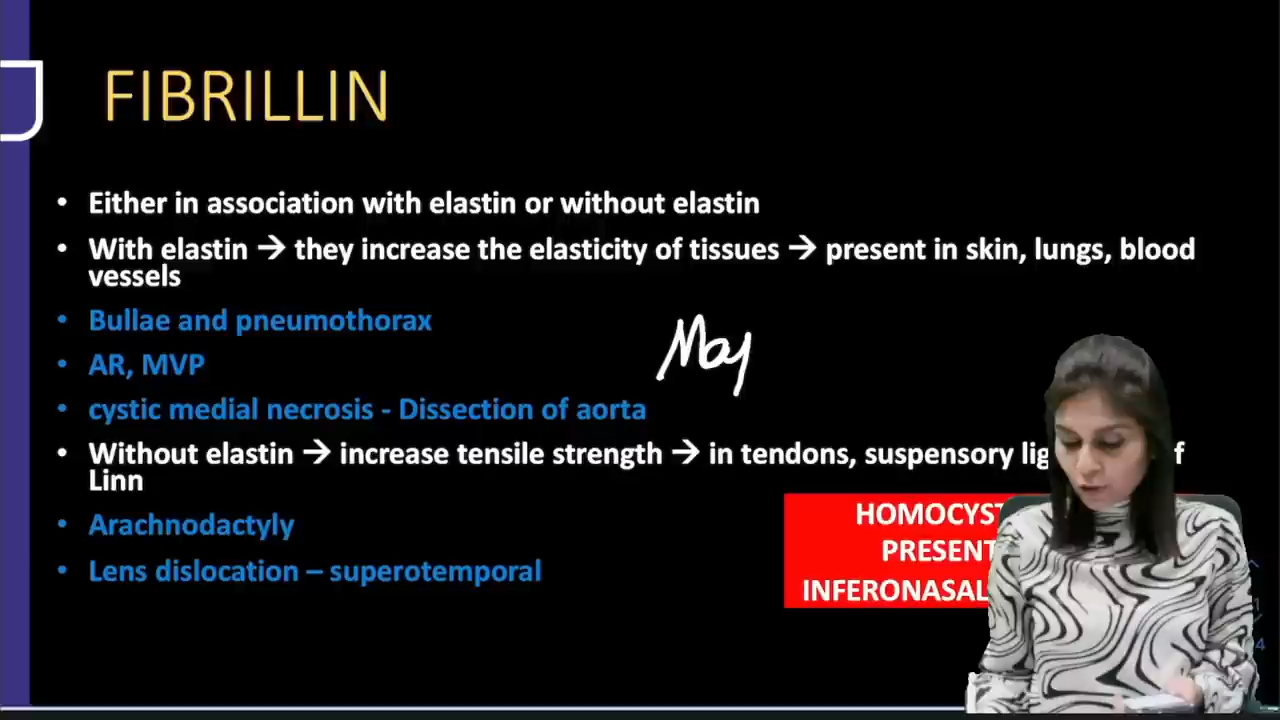 FIBRILLIN
• Either in association with elastin or without elastin
• With elastin → they increase the elasticity of tissues → present in skin, lungs, blood
vessels
• Bullae and pneumothorax
• AR, MVP
May
• cystic medial necrosis - Dissection of aorta
• Without elastin → increase tensile strength → in tendons, suspensory
Linn
• Arachnodactyly
• Lens dislocation – superotemporal
PRESENT
INFERONASAL